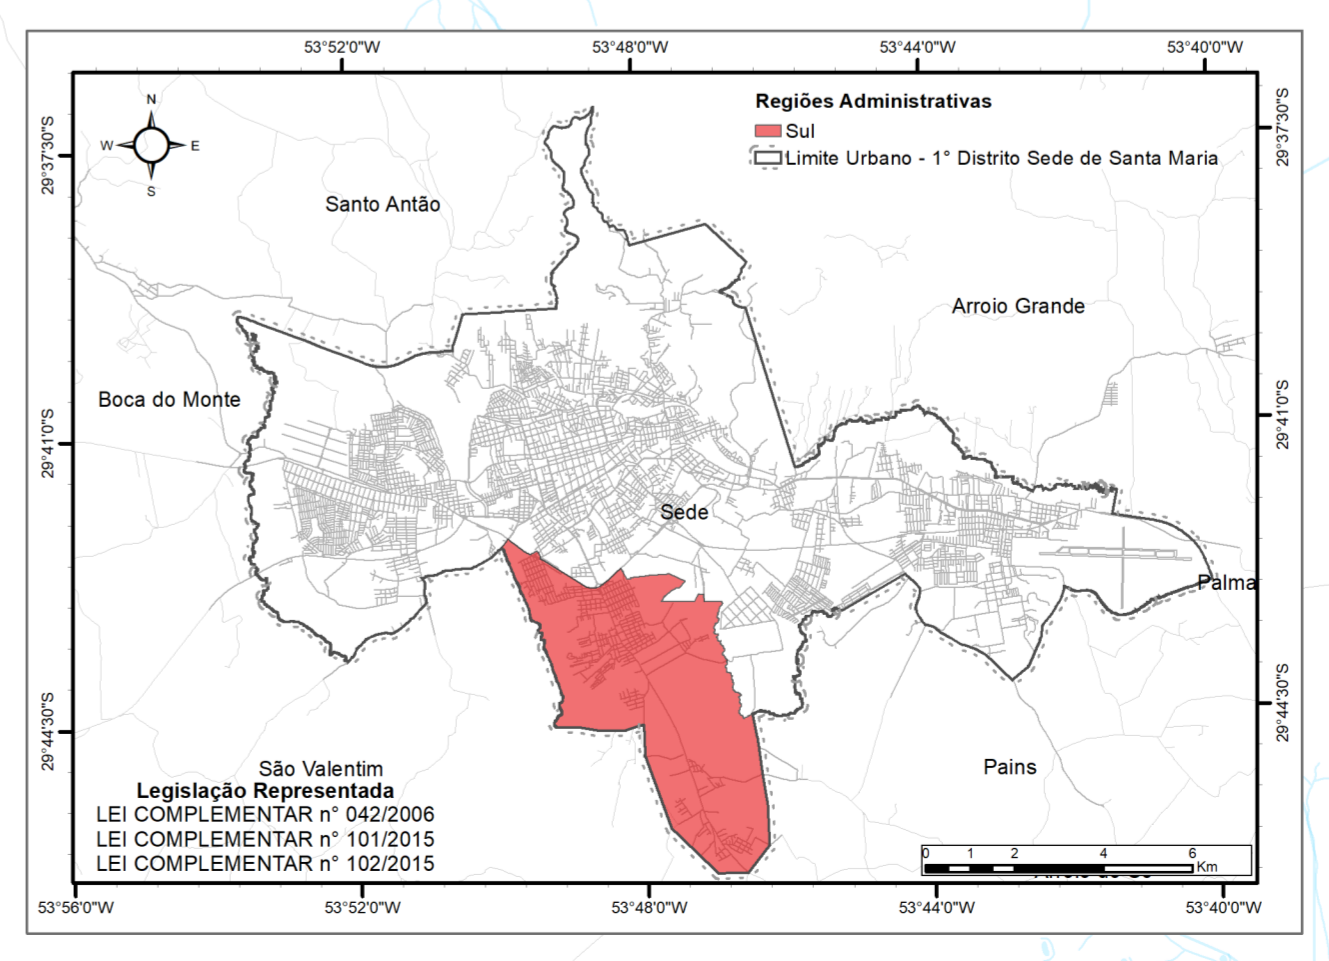 53°52'0"W 53°48'0"W 53°44'0"W 53°40'0"W
29°37'30"S
29°37'30"S
N
W E
S
Regiões Administrativas
Sul
Limite Urbano - 1° Distrito Sede de Santa Maria
Santo Antão
Arroio Grande
Boca do Monte
29°41'0"S
29°41'0"S
Sede
Palma
29°44'30"S
29°44'30"S
Pains
São Valentim
Legislação Representada
LEI COMPLEMENTAR n° 042/2006
LEI COMPLEMENTAR n° 101/2015
LEI COMPLEMENTAR n° 102/2015
0 1 2 4 6
Km
53°56'0"W 53°52'0"W 53°48'0"W 53°44'0"W 53°40'0"W